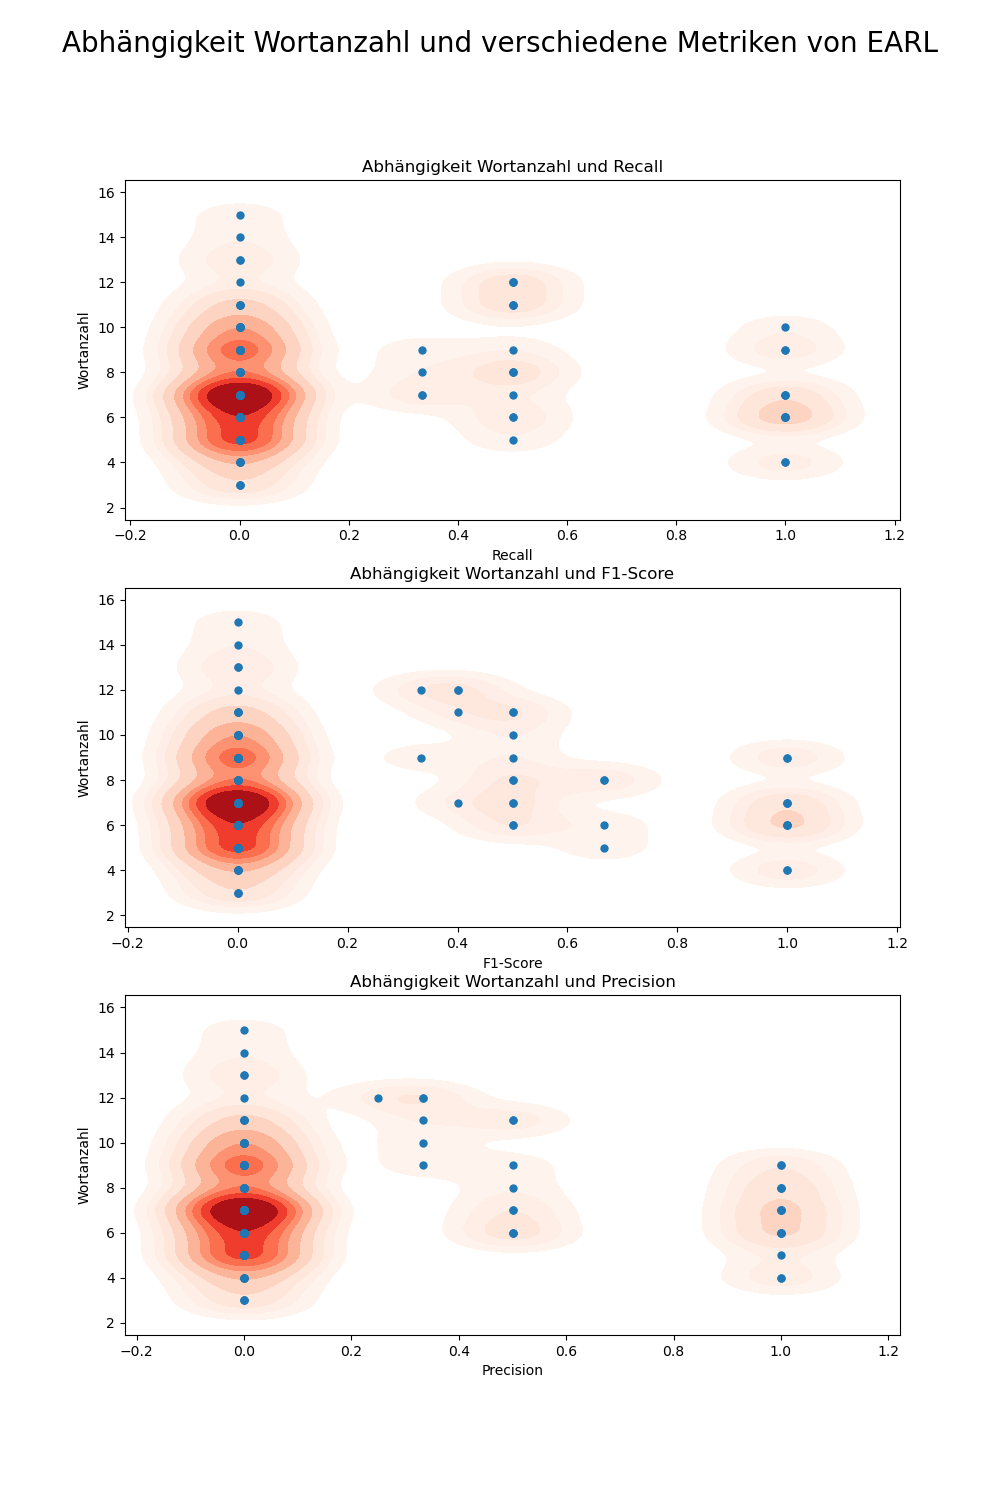 Abhängigkeit Wortanzahl und verschiedene Metriken von EARL
Abhängigkeit Wortanzahl und Recall
16
14
12
10
8
6
4
2
Wortanzahl
−0.2 0.0 0.2 0.4 0.6 0.8 1.0 1.2
Recall
Abhängigkeit Wortanzahl und F1-Score
16
14
12
10
8
6
4
2
Wortanzahl
−0.2 0.0 0.2 0.4 0.6 0.8 1.0 1.2
F1-Score
Abhängigkeit Wortanzahl und Precision
16
14
12
10
8
6
4
2
Wortanzahl
−0.2 0.0 0.2 0.4 0.6 0.8 1.0 1.2
Precision